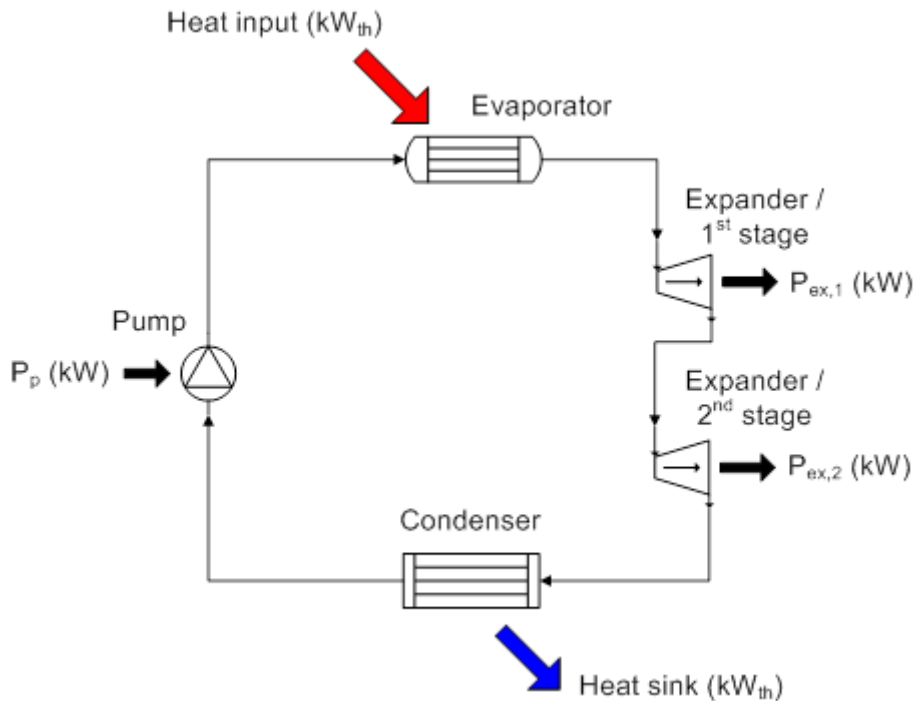 Heat input (kWth)
Evaporator
Expander /
1st stage
Pex,1 (kW)
Pump
Pp (kW)
Expander /
2nd stage
Pex,2 (kW)
Condenser
Heat sink (kWth)